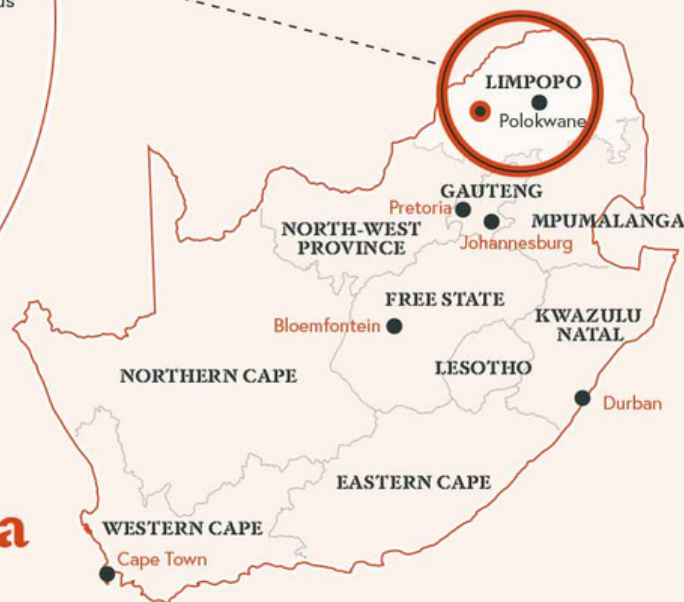 us
LIMPOPO
Polokwane
GAUTENG
Pretoria
MPUMALANGA
NORTH-WEST
PROVINCE
Johannesburg
FREE STATE
KWAZULU
NATAL
Bloemfontein
LESOTHO
NORTHERN CAPE
Durban
EASTERN CAPE
a
WESTERN CAPE
Cape Town